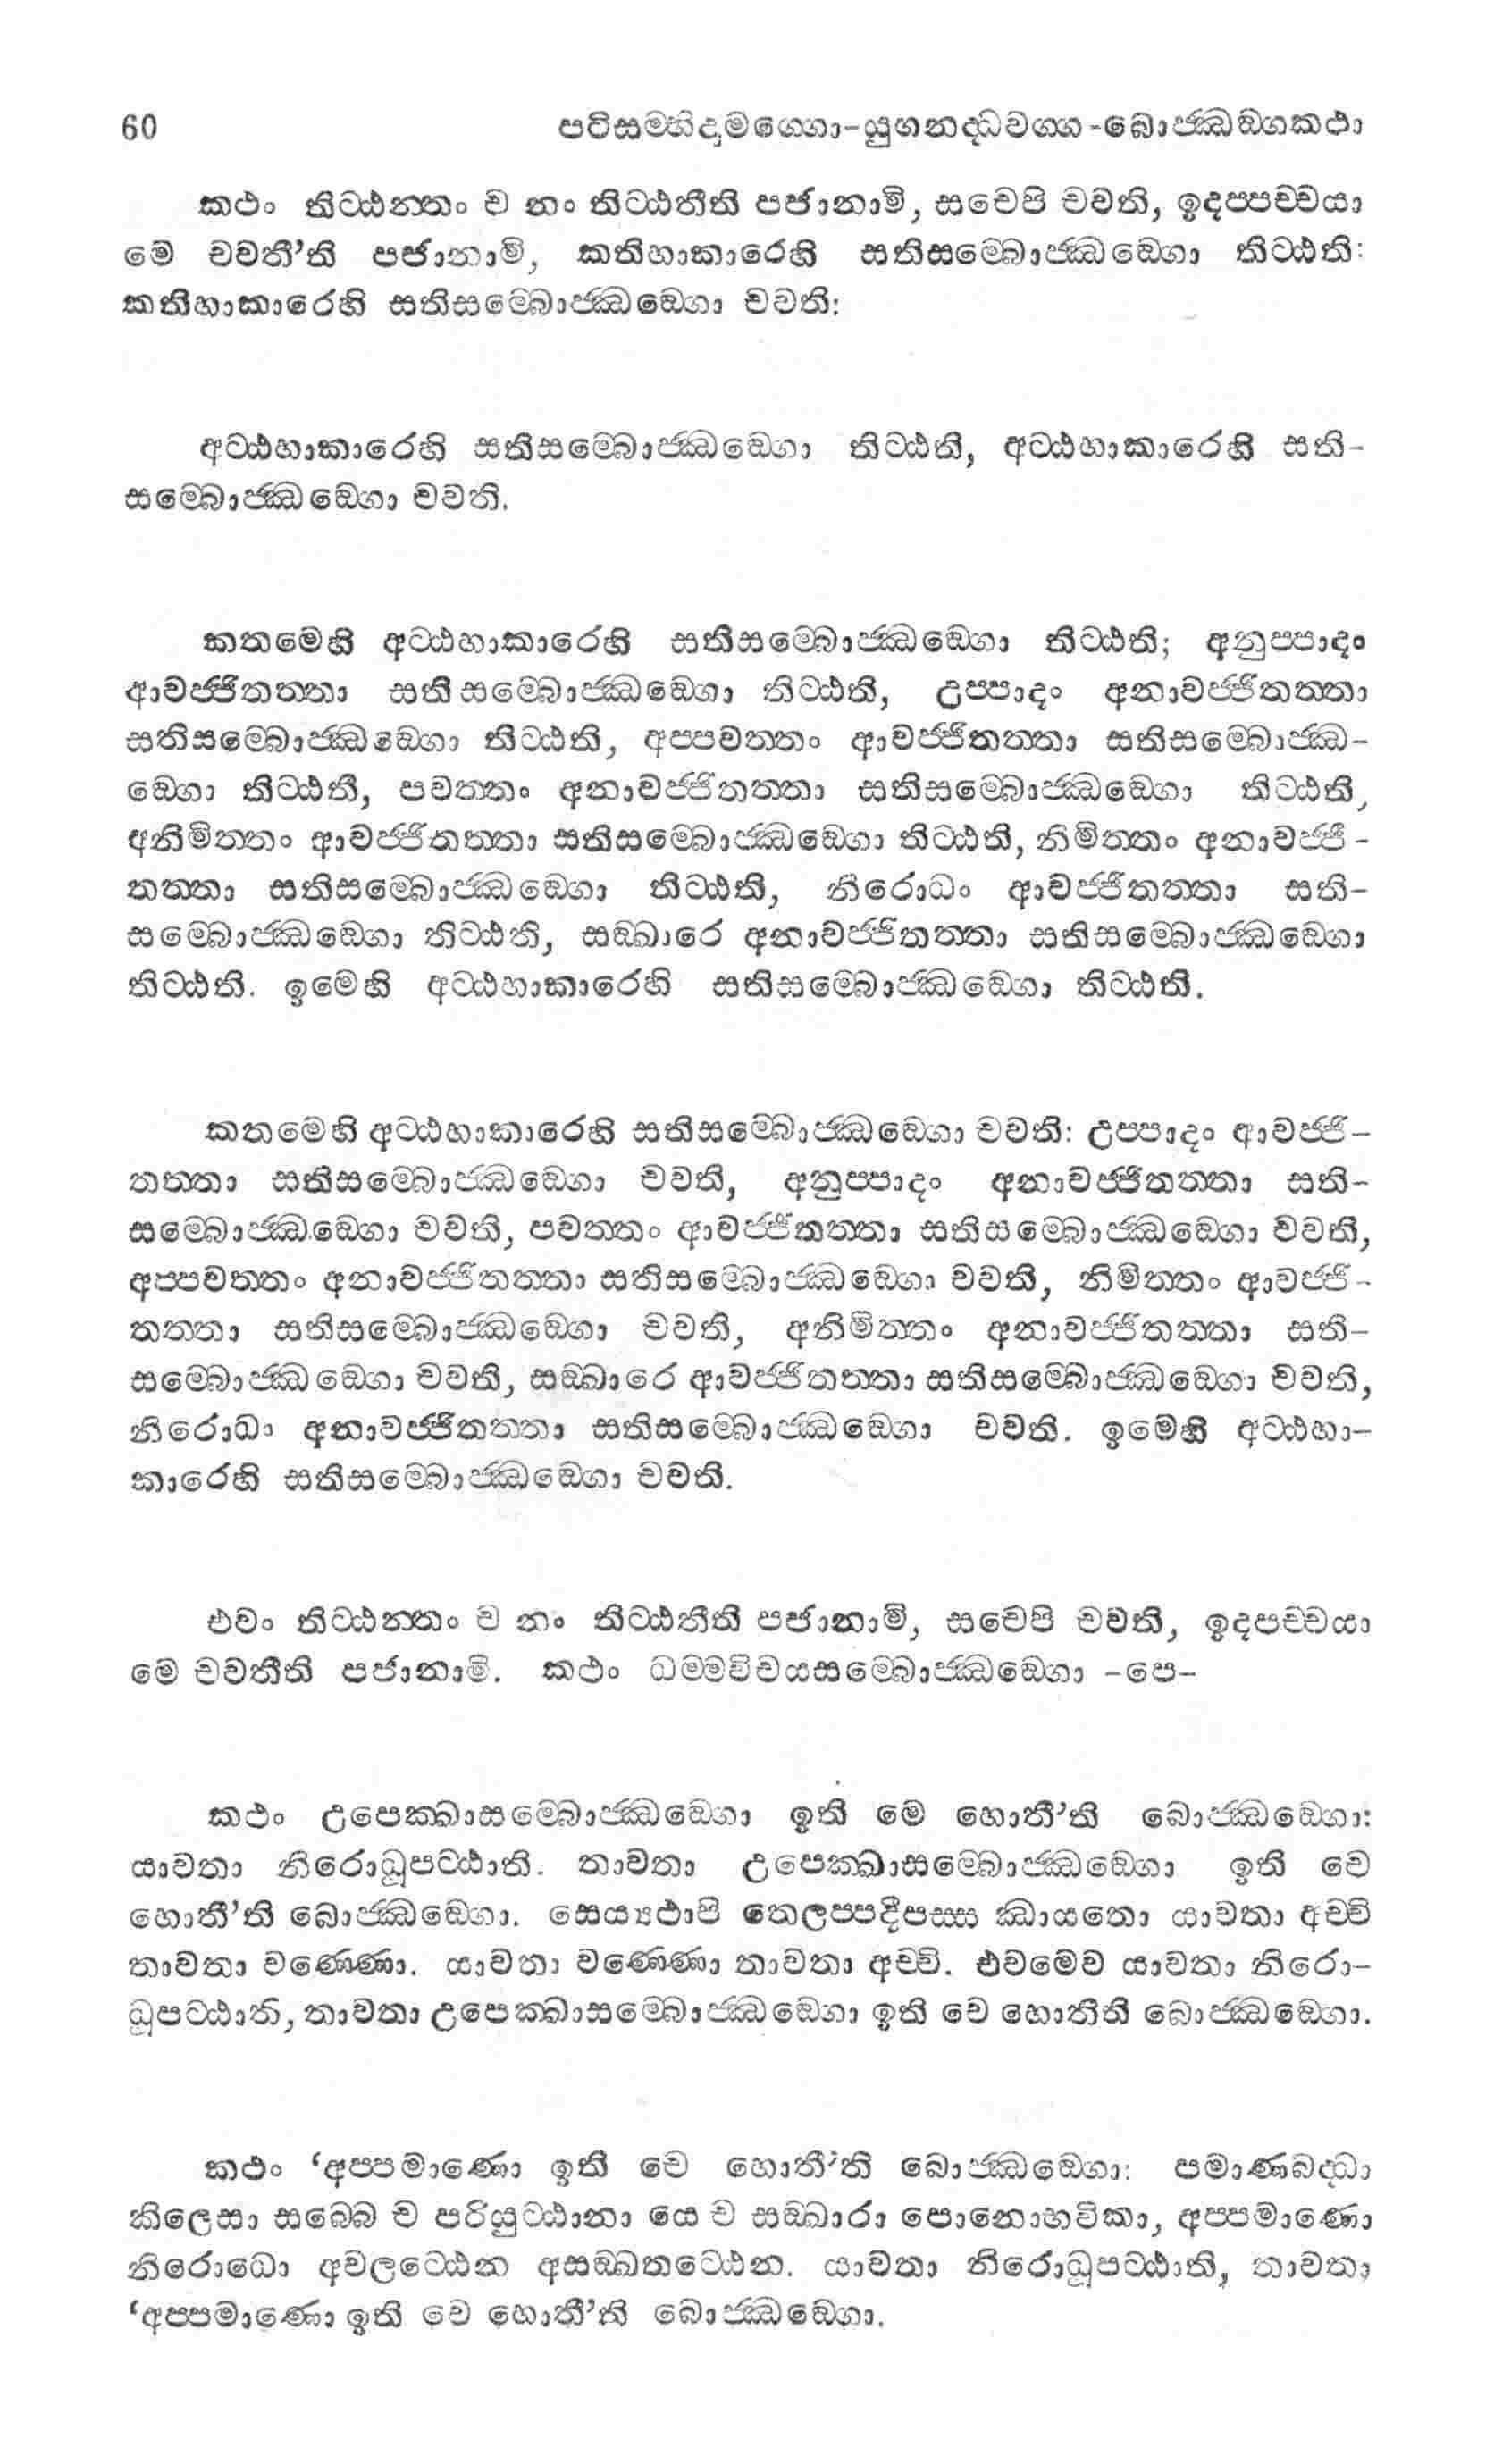 60 පටිසම්භිදාමග්ගො-යුගනද්ධවග්ග-බොජ්ඣඞ්ගකථා
කථං තිට්ඨන්තං ච නං තිට්ඨතීති පජානාමි, සචෙපි චවති, ඉදප්පච්චයා
මෙ චවතී’ති පජානාමි, කතිහාකාරෙහි සතිසම්බොජ්ඣඞ්ගො තිට්ඨති:
කතිහාකාරෙහි සතිසම්බොජ්ඣඞ්ගො චවති:
අට්ඨහාකාරෙහි සතිසම්බොජ්ඣඞ්ගො තිට්ඨති, අට්ඨහාකාරෙහි සති-
සම්බොජ්ඣඞ්ගො චවති.
කතමෙහි අට්ඨහාකාරෙහි සතිසම්බොජ්ඣඞ්ගො තිට්ඨති; අනුප්පාදං
ආවජ්ජිතත්තා සතිසම්බොජ්ඣඞ්ගො තිට්ඨති, උප්පාදං අනාවජ්ජිතත්තා
සතිසම්බොජ්ඣඞ්ගො තිට්ඨති, අප්පවත්තං ආවජ්ජිතත්තා සතිසම්බොජ්ඣ-
ඞ්ගො තිට්ඨති, පවත්තං අනාවජ්ජිතත්තා සතිසම්බොජ්ඣඞ්ගො තිට්ඨති,
අනිමිත්තං ආවජ්ජිතත්තා සතිසම්බොජ්ඣඞ්ගො තිට්ඨති, නිමිත්තං අනාවජ්ජි-
තත්තා සතිසම්බොජ්ඣඞ්ගො තිට්ඨති, නිරොධං ආවජ්ජිතත්තා සති-
සම්බොජ්ඣඞ්ගො තිට්ඨති, සඞ්ඛාරෙ අනාවජ්ජිතත්තා සතිසම්බොජ්ඣඞ්ගො
තිට්ඨති. ඉමෙහි අට්ඨහාකාරෙහි සතිසම්බොජ්ඣඞ්ගො තිට්ඨති.
කතමෙහි අට්ඨහාකාරෙහි සතිසම්බොජ්ඣඞ්ගො චවති: උප්පාදං ආවජ්ජි-
තත්තා සතිසම්බොජ්ඣඞ්ගො චවති, අනුප්පාදං අනාවජ්ජිතත්තා සති-
සම්බොජ්ඣඞ්ගො චවති, පවත්තං ආවජ්ජිතත්තා සතිසම්බොජ්ඣඞ්ගො චවති,
අප්පවත්තං අනාවජ්ජිතත්තා සතිසම්බොජ්ඣඞ්ගො චවති, නිමිත්තං ආවජ්ජි-
තත්තා සතිසම්බොජ්ඣඞ්ගො චවති, අනිමිත්තං අනාවජ්ජිතත්තා සති-
සම්බොජ්ඣඞ්ගො චවති, සඞ්ඛාරෙ ආවජ්ජිතත්තා සතිසම්බොජ්ඣඞ්ගො චවති,
නිරොධා අනාවජ්ජිතත්තා සතිසම්බොජ්ඣඞ්ගො චවති. ඉමෙහි අට්ඨහා-
කාරෙහි සතිසම්බොජ්ඣඞ්ගො චවති.
එවං තිට්ඨන්තං ච නං තිට්ඨතීති පජානාමි, සචෙපි චවති, ඉදපච්චයා
මෙ චවතීති පජානාමි. කථං ධම්මවිචයසම්බොජ්ඣඞ්ගො -පෙ-
කථං උපෙක්ඛාසම්බොජ්ඣඞ්ගො ඉති මෙ හොතී’ති බොජ්ඣඞ්ගො:
යාවතා නිරොධූපට්ඨාති. තාවතා උපෙක්ඛාසම්බොජ්ඣඞ්ගො ඉති චෙ
හොතී’ති බොජ්ඣඞ්ගො. සෙය්‍යථාපි තෙලප්පදීපස්ස ඣායතො යාවතා අච්චි
තාවතා වණ්ණො. යාවතා වණ්ණො තාවතා අච්චි. එවමෙව යාවතා නිරො-
ධූපට්ඨාති, තාවතා උපෙක්ඛාසම්බොජ්ඣඞ්ගො ඉති චෙ හොතීති බොජ්ඣඞ්ගො.
කථං ‘අප්පමාණො ඉති චෙ හොතී’ති බොජ්ඣඞ්ගො: පමාණබද්ධා
කිලෙසා සබ්බෙ ච පරියුට්ඨානා යෙ ච සඞ්ඛාරා පොනොභවිකා, අප්පමාණො
නිරොධො අචලට්ඨෙන අසඞ්ඛතට්ඨෙන. යාවතා නිරොධූපට්ඨාති, තාවතා
‘අප්පමාණො ඉති චෙ හොතී’ති බොජ්ඣඞ්ගො.